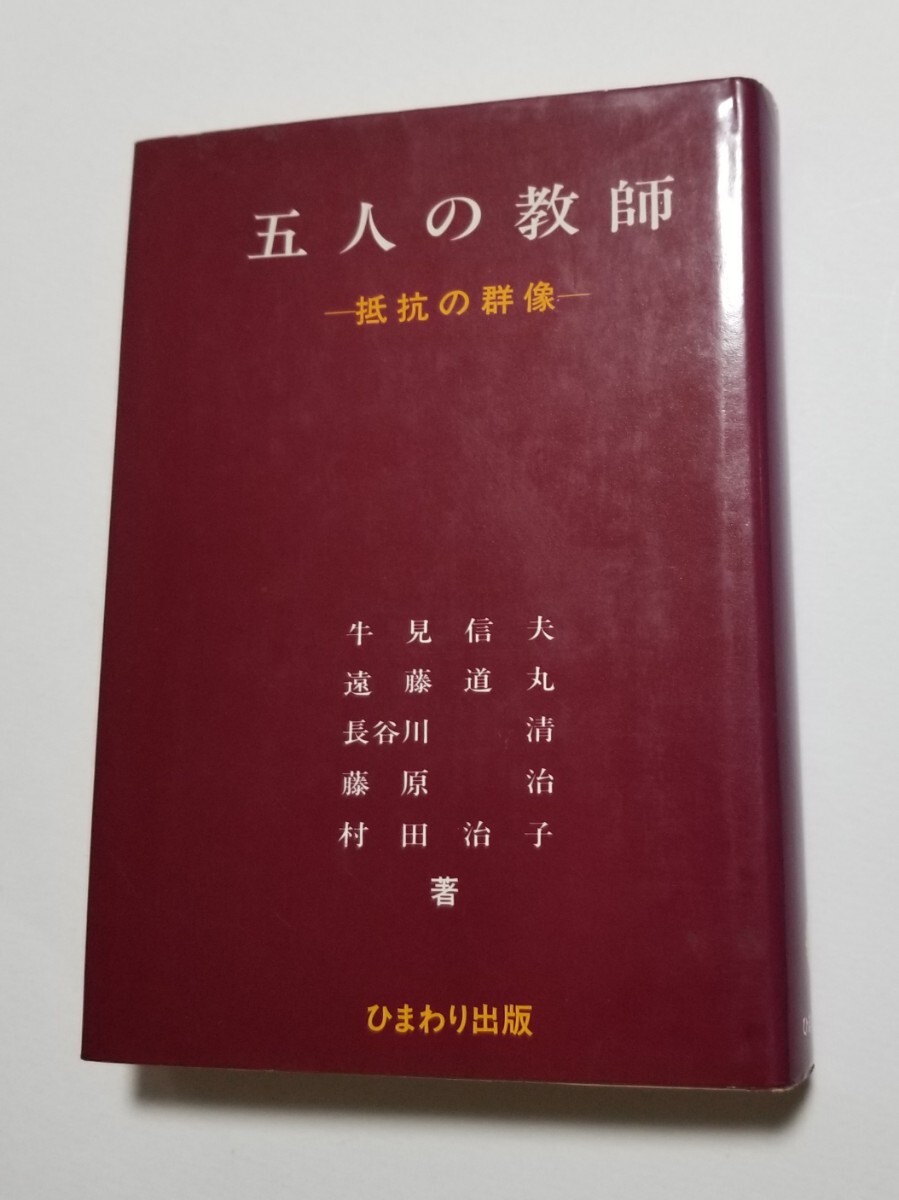 五人の教師
―抵抗の群像―
牛見信夫
遠藤道丸
長谷川清
藤原治
村田治子
著
ひまわり出版
ひ